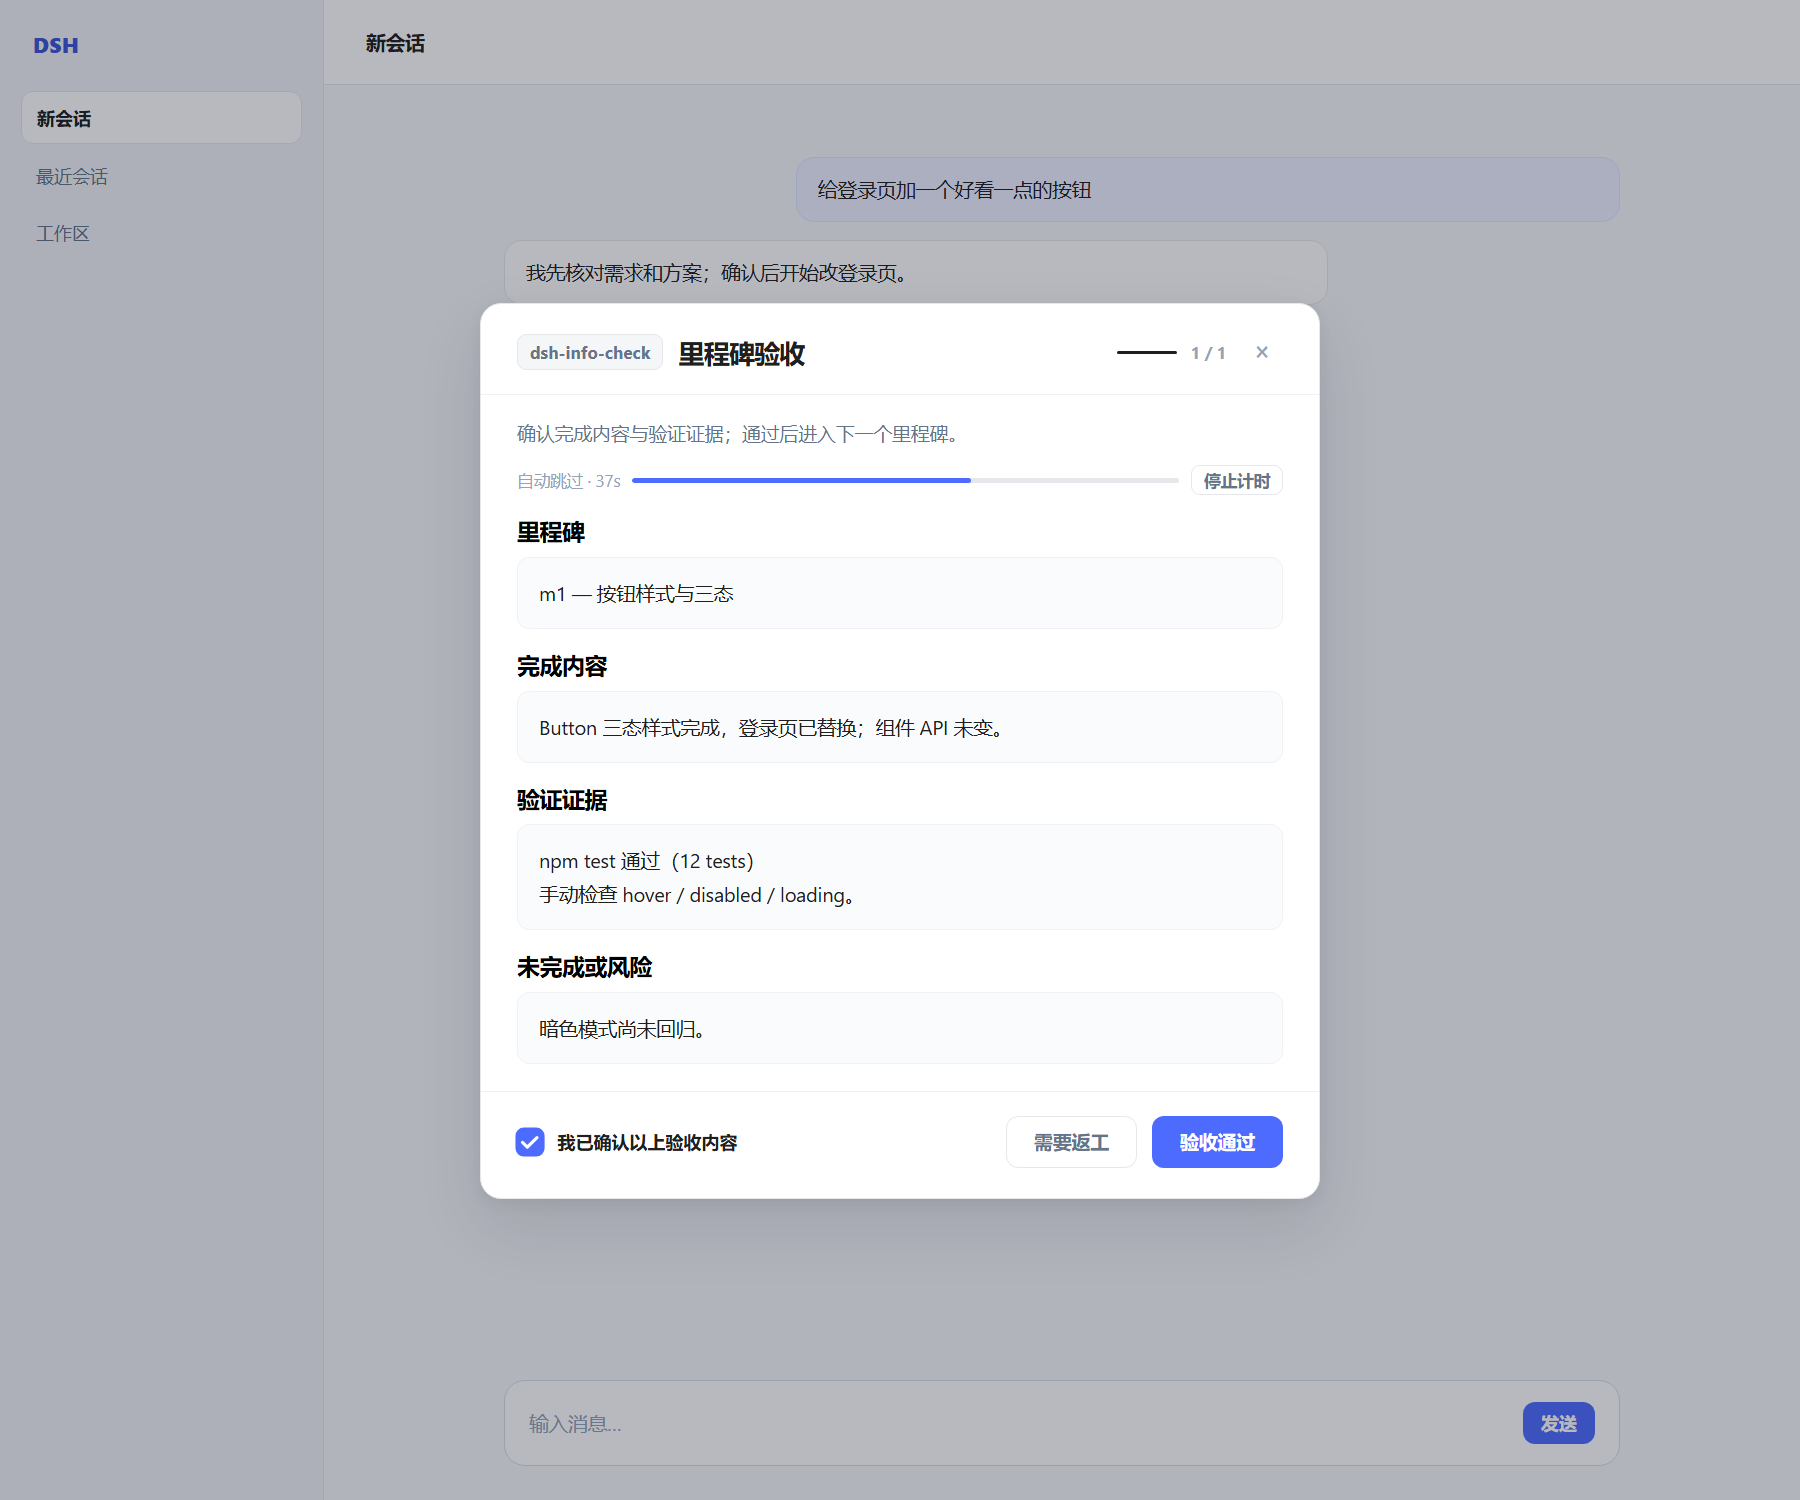 DSH
新会话
最近会话
工作区
新会话
给登录页加一个好看一点的按钮
我先核对需求和方案；确认后开始改登录页。
dsh-info-check
里程碑验收
1 / 1
×
确认完成内容与验证证据；通过后进入下一个里程碑。
自动跳过 · 37s
停止计时
里程碑
m1 — 按钮样式与三态
完成内容
Button 三态样式完成，登录页已替换；组件 API 未变。
验证证据
npm test 通过（12 tests）
手动检查 hover / disabled / loading。
未完成或风险
暗色模式尚未回归。
我已确认以上验收内容
需要返工
验收通过
输入消息...
发送